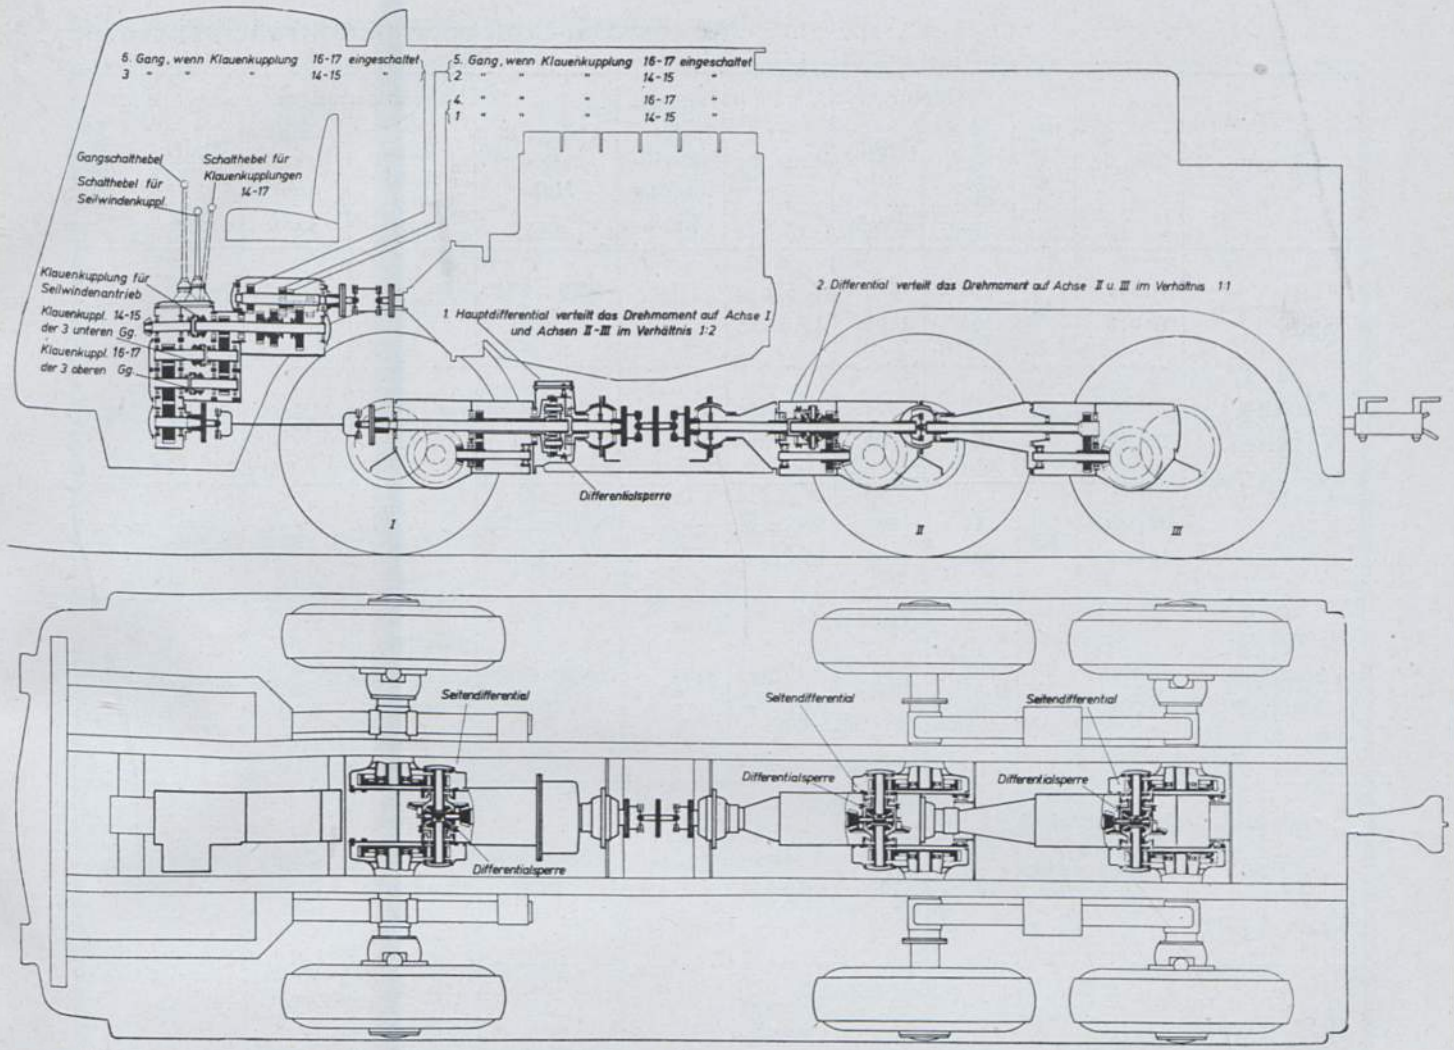 6. Gang, wenn Klauenkupplung 16-17 eingeschaltet
3 " " " 14-15 "
5. Gang, wenn Klauenkupplung 16-17 eingeschaltet
2 " " " 14-15 "
4. " " " 16-17 "
1 " " " 14-15 "
Gangschalthebel
Schalthebel für
Seilwindenkuppl.
Schalthebel für
Klauenkupplungen
14-17
Klauenkupplung für
Seilwindenantrieb
Klauenkuppl. 14-15
der 3 unteren Gg.
Klauenkuppl. 16-17
der 3 oberen Gg.
1. Hauptdifferential verteilt das Drehmoment auf Achse I
und Achsen II-III im Verhältnis 1:2
2. Differential verteilt das Drehmoment auf Achse II u. III im Verhältnis 1:1
Differentialsperre
I
II
III
Seitendifferential
Seitendifferential
Seitendifferential
Differentialsperre
Differentialsperre
Differentialsperre